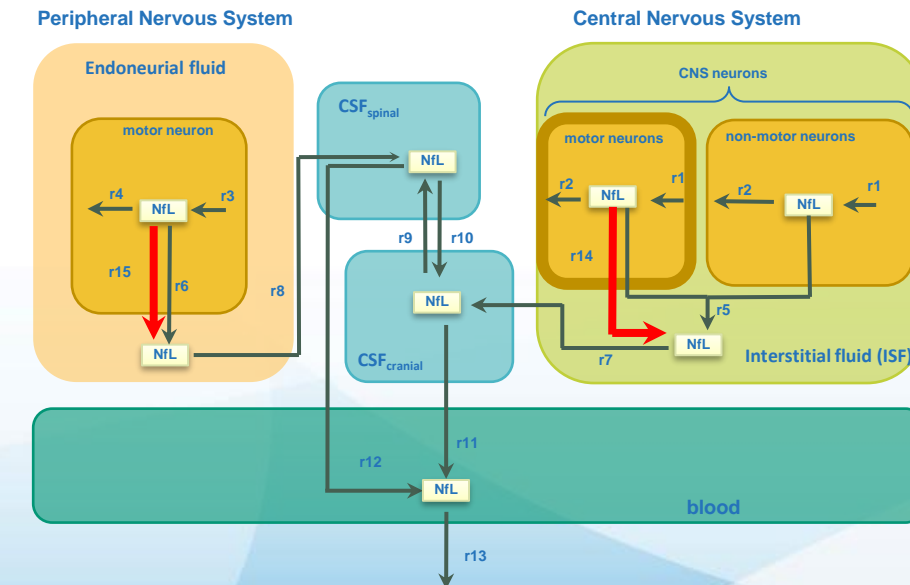 Peripheral Nervous System
Central Nervous System
Endoneurial fluid
CNS neurons
CSFspinal
motor neuron
motor neurons
non-motor neurons
NfL
r4
r3
NfL
r2
r1
NfL
r2
r1
NfL
r15
r6
r8
r9
r10
r14
NfL
r5
NfL
r7
NfL
Interstitial fluid (ISF)
CSFcranial
r11
r12
NfL
blood
r13